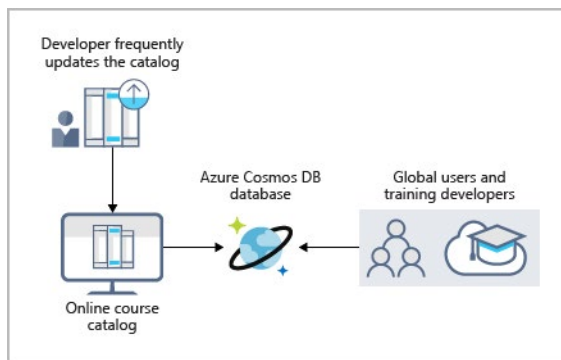 Developer frequently
updates the catalog
Azure Cosmos DB
database
Global users and
training developers
Online course
catalog